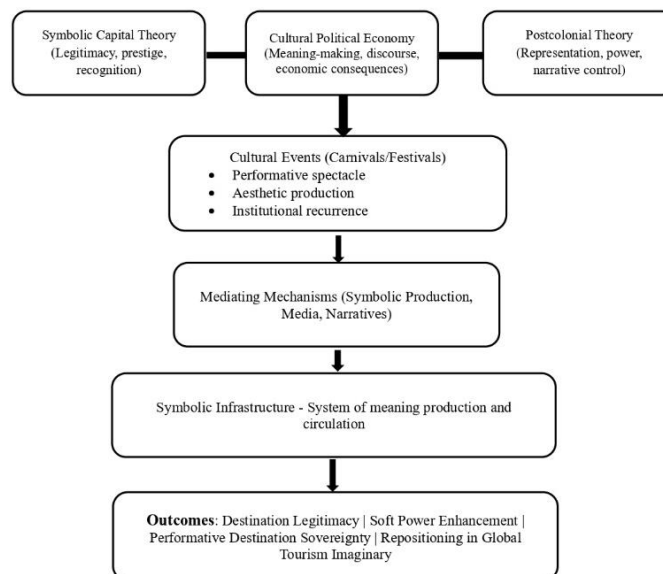 Symbolic Capital Theory
(Legitimacy, prestige,
recognition)
Cultural Political Economy
(Meaning-making, discourse,
economic consequences)
Postcolonial Theory
(Representation, power,
narrative control)
Cultural Events (Carnivals/Festivals)
• Performative spectacle
• Aesthetic production
• Institutional recurrence
Mediating Mechanisms (Symbolic Production,
Media, Narratives)
Symbolic Infrastructure - System of meaning production and
circulation
Outcomes: Destination Legitimacy | Soft Power Enhancement |
Performative Destination Sovereignty | Repositioning in Global
Tourism Imaginary